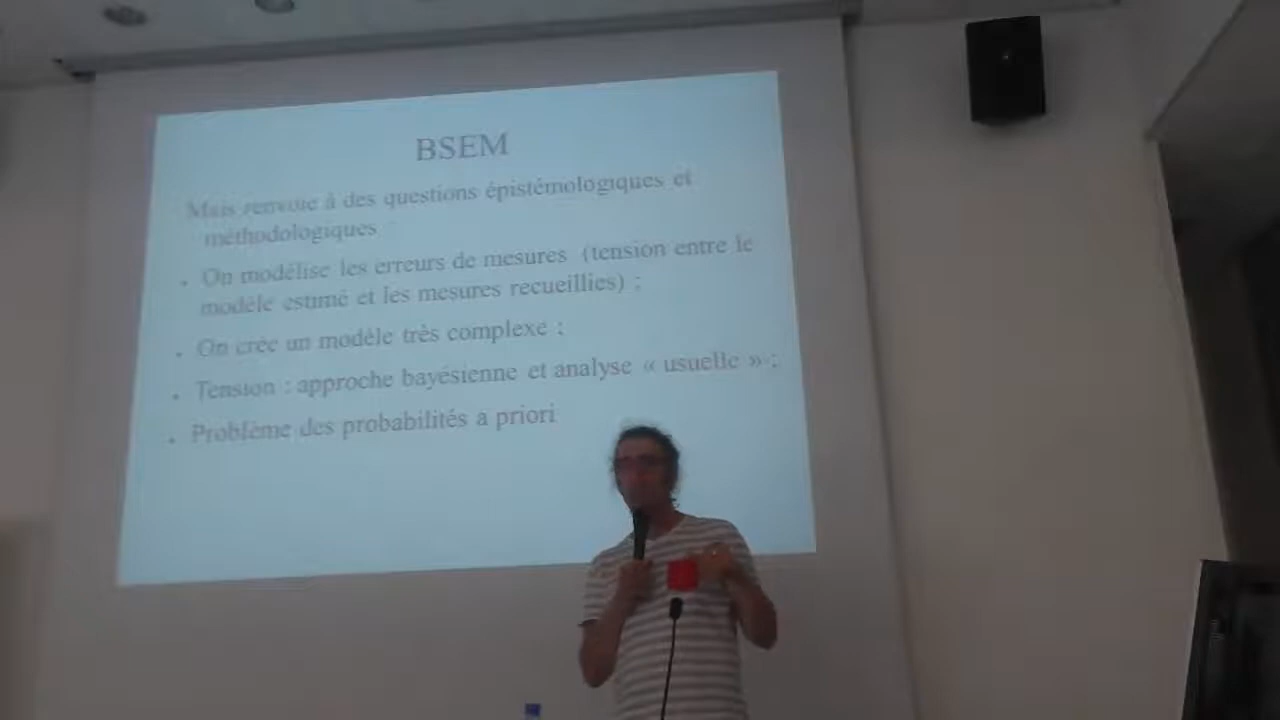 BSEM
Mais renvoie à des questions épistémologiques et
méthodologiques
• On modélise les erreurs de mesures (tension entre le
modèle estimé et les mesures recueillies) ;
• On crée un modèle très complexe ;
• Tension : approche bayésienne et analyse « usuelle » ;
• Problème des probabilités a priori